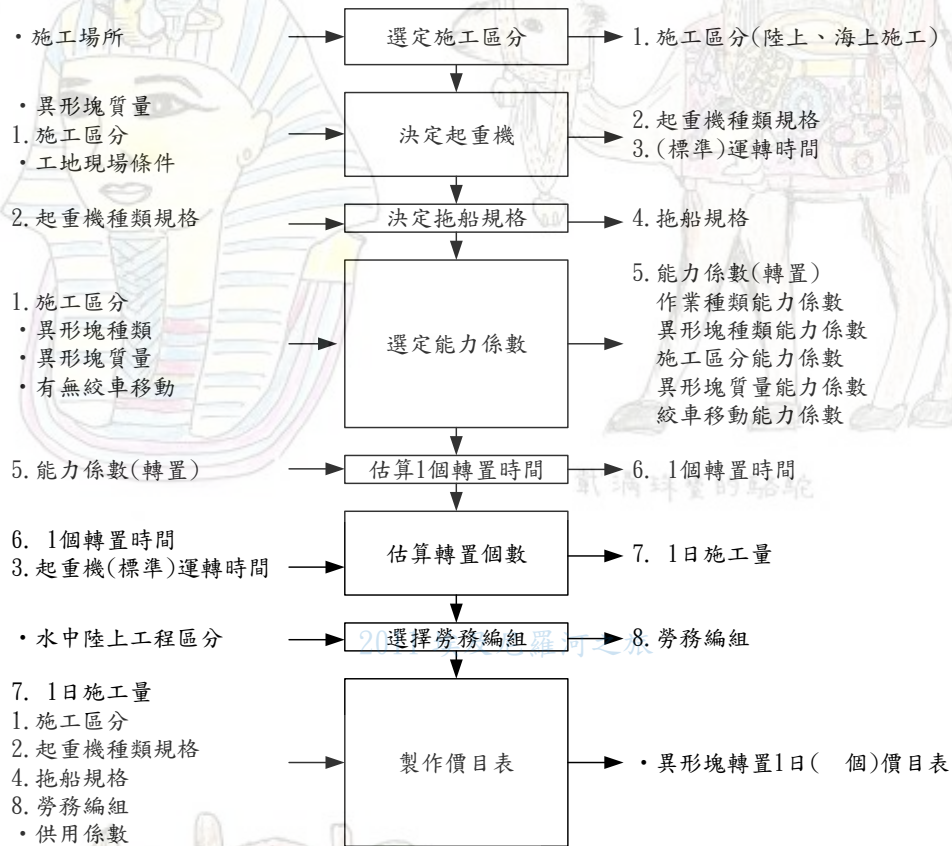 ・施工場所
選定施工區分
1.施工區分(陸上、海上施工)
・異形塊質量
1.施工區分
・工地現場條件
決定起重機
2.起重機種類規格
3.(標準)運轉時間
2.起重機種類規格
決定拖船規格
4.拖船規格
1.施工區分
・異形塊種類
・異形塊質量
・有無絞車移動
選定能力係數
5.能力係數(轉置)
作業種類能力係數
異形塊種類能力係數
施工區分能力係數
異形塊質量能力係數
絞車移動能力係數
5.能力係數(轉置)
估算1個轉置時間
6. 1個轉置時間
的駱駝
6. 1個轉置時間
3.起重機(標準)運轉時間
估算轉置個數
7. 1日施工量
・水中陸上工程區分
選擇勞務編組
8.勞務編組
羅河之旅
7. 1日施工量
1.施工區分
2.起重機種類規格
4.拖船規格
8.勞務編組
・供用係數
製作價目表
・異形塊轉置1日(　個)價目表